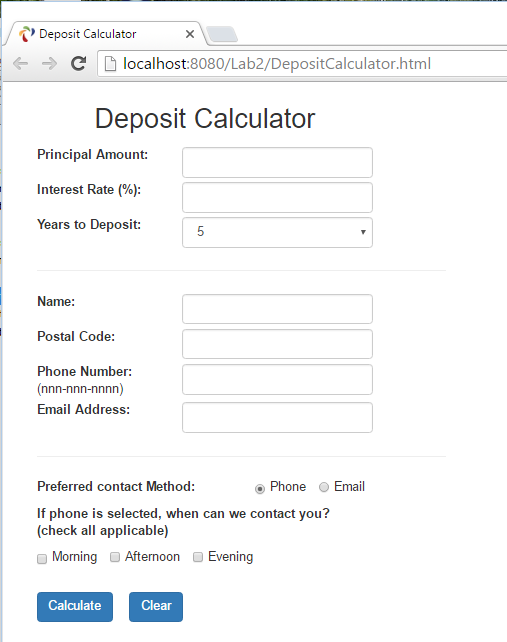 Deposit Calculator
localhost:8080/Lab2/DepositCalculator.html
Deposit Calculator
Principal Amount:
Interest Rate (%):
Years to Deposit: 5
Name:
Postal Code:
Phone Number:
(nnn-nnn-nnnn)
Email Address:
Preferred contact Method: Phone Email
If phone is selected, when can we contact you?
(check all applicable)
Morning Afternoon Evening
Calculate Clear